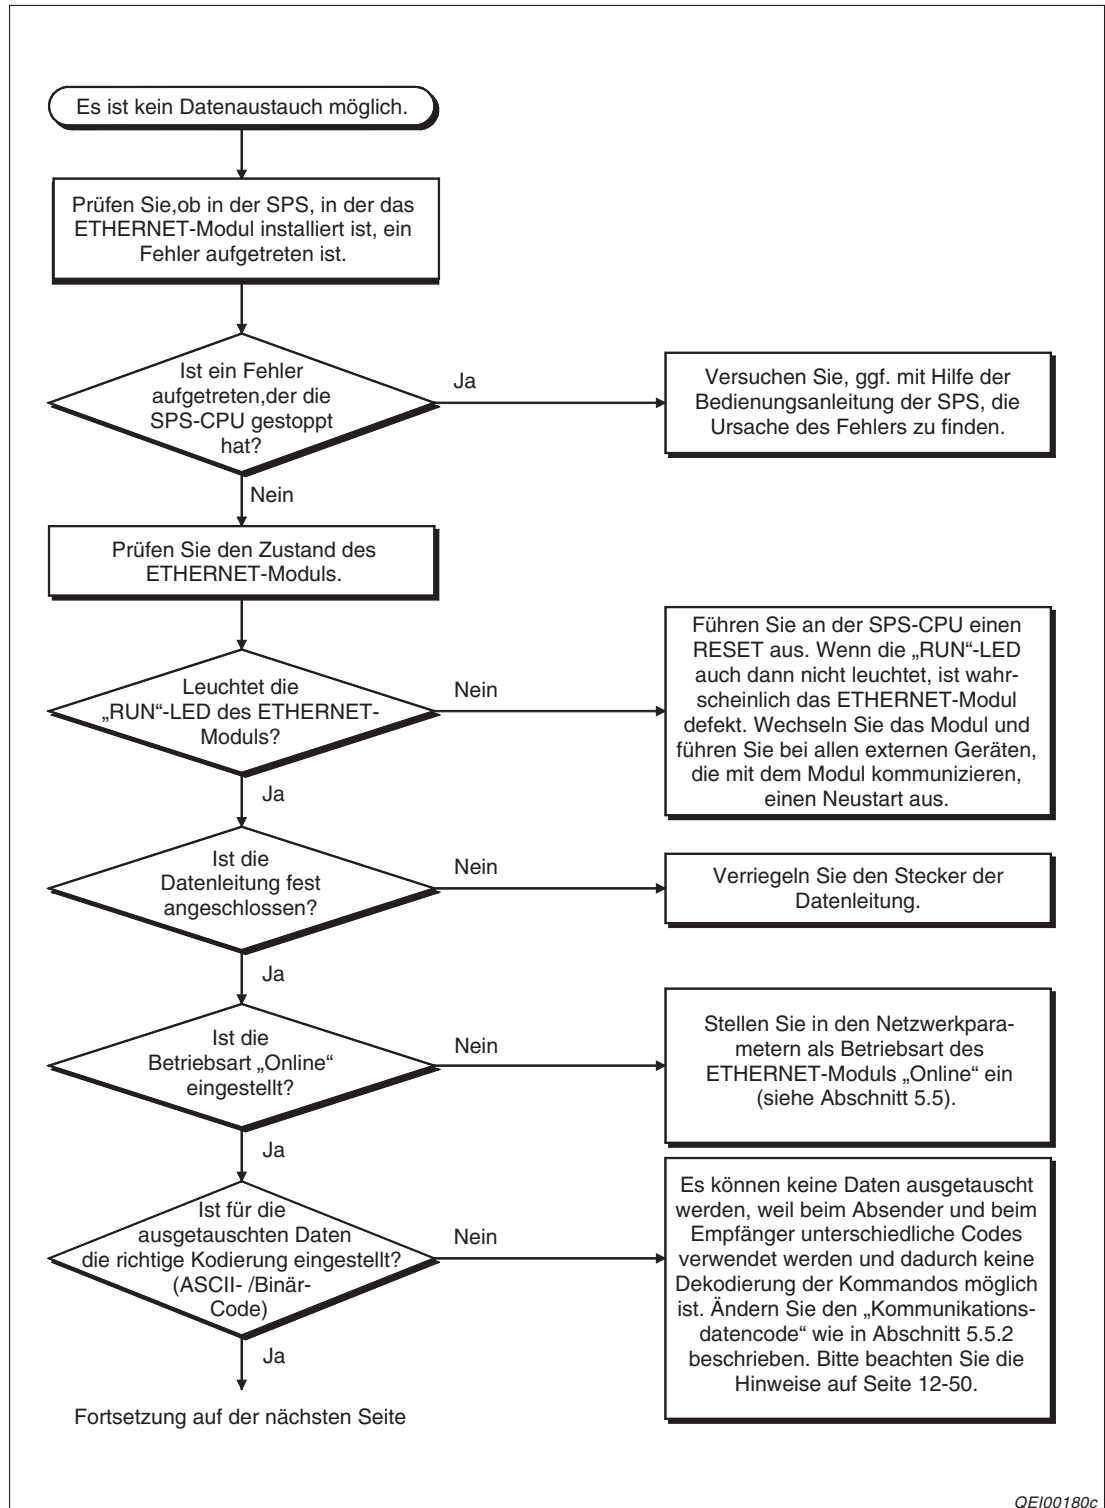 Es ist kein Datenaustausch möglich.
Prüfen Sie,ob in der SPS, in der das
ETHERNET-Modul installiert ist, ein
Fehler aufgetreten ist.
Ist ein Fehler
aufgetreten,der die
SPS-CPU gestoppt
hat?
Ja
Versuchen Sie, ggf. mit Hilfe der
Bedienungsanleitung der SPS, die
Ursache des Fehlers zu finden.
Nein
Prüfen Sie den Zustand des
ETHERNET-Moduls.
Leuchtet die
„RUN“-LED des ETHERNET-
Moduls?
Nein
Führen Sie an der SPS-CPU einen
RESET aus. Wenn die „RUN“-LED
auch dann nicht leuchtet, ist wahr-
scheinlich das ETHERNET-Modul
defekt. Wechseln Sie das Modul und
führen Sie bei allen externen Geräten,
die mit dem Modul kommunizieren,
einen Neustart aus.
Ja
Ist die
Datenleitung fest
angeschlossen?
Nein
Verriegeln Sie den Stecker der
Datenleitung.
Ja
Ist die
Betriebsart „Online“
eingestellt?
Nein
Stellen Sie in den Netzwerkpara-
metern als Betriebsart des
ETHERNET-Moduls „Online“ ein
(siehe Abschnitt 5.5).
Ja
Ist für die
ausgetauschten Daten
die richtige Kodierung eingestellt?
(ASCII- /Binär-
Code)
Nein
Es können keine Daten ausgetauscht
werden, weil beim Absender und beim
Empfänger unterschiedliche Codes
verwendet werden und dadurch keine
Dekodierung der Kommandos möglich
ist. Ändern Sie den „Kommunikations-
datencode“ wie in Abschnitt 5.5.2
beschrieben. Bitte beachten Sie die
Hinweise auf Seite 12-50.
Ja
Fortsetzung auf der nächsten Seite
QEI00180c